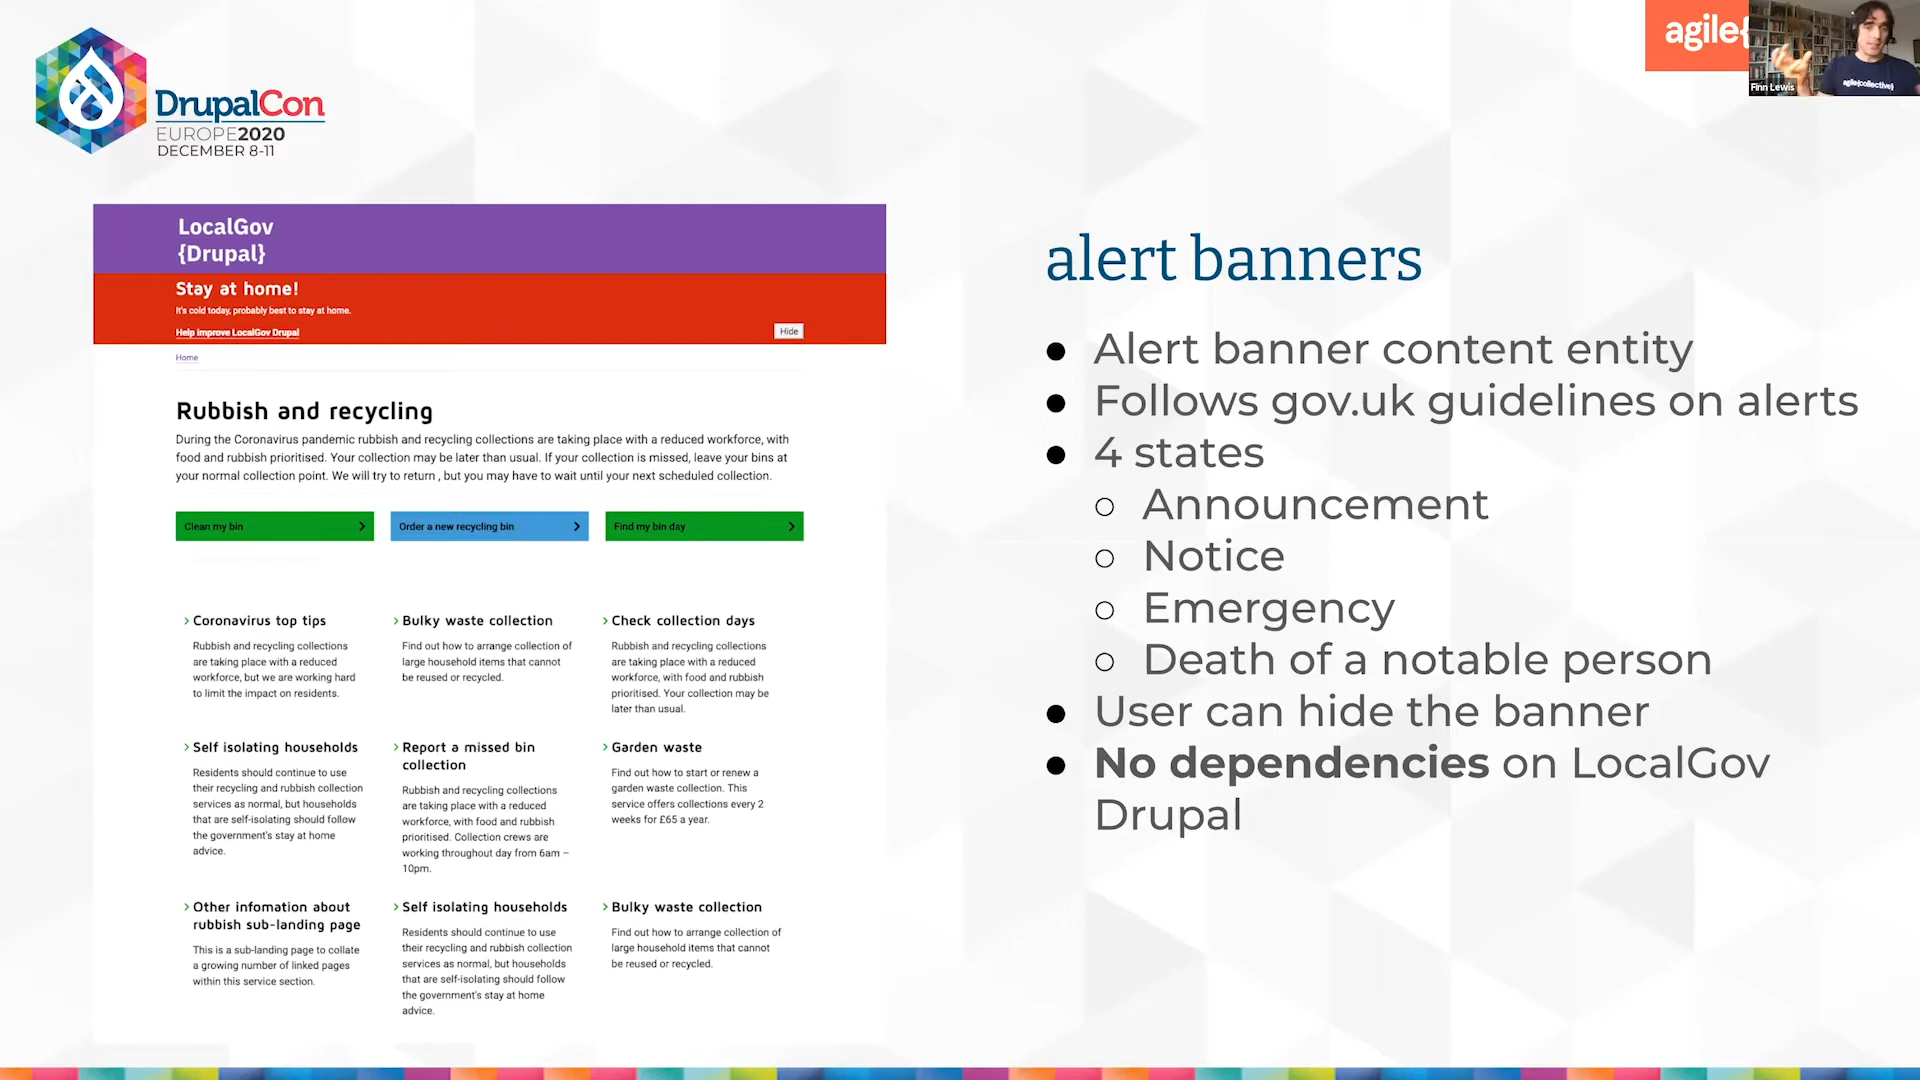 DrupalCon
EUROPE2020
DECEMBER 8-11
agile{
Finn Lewis
agile{collective}
LocalGov
{Drupal}
Stay at home!
It's cold today, probably best to stay at home.
Help improve LocalGov Drupal
Hide
Home
Rubbish and recycling
During the Coronavirus pandemic rubbish and recycling collections are taking place with a reduced workforce, with
food and rubbish prioritised. Your collection may be later than usual. If your collection is missed, leave your bins at
your normal collection point. We will try to return , but you may have to wait until your next scheduled collection.
Clean my bin
Order a new recycling bin
Find my bin day
Coronavirus top tips
Rubbish and recycling collections
are taking place with a reduced
workforce, but we are working hard
to limit the impact on residents.
Bulky waste collection
Find out how to arrange collection of
large household items that cannot
be reused or recycled.
Check collection days
Rubbish and recycling collections
are taking place with a reduced
workforce, with food and rubbish
prioritised. Your collection may be
later than usual.
Self isolating households
Residents should continue to use
their recycling and rubbish collection
services as normal, but households
that are self-isolating should follow
the government's stay at home
advice.
Report a missed bin
collection
Rubbish and recycling collections
are taking place with a reduced
workforce, with food and rubbish
prioritised. Collection crews are
working throughout day from 6am –
10pm.
Garden waste
Find out how to start or renew a
garden waste collection. This
service offers collections every 2
weeks for £65 a year.
Other infomation about
rubbish sub-landing page
This is a sub-landing page to collate
a growing number of linked pages
within this service section.
Self isolating households
Residents should continue to use
their recycling and rubbish collection
services as normal, but households
that are self-isolating should follow
the government's stay at home
advice.
Bulky waste collection
Find out how to arrange collection of
large household items that cannot
be reused or recycled.
alert banners
● Alert banner content entity
● Follows gov.uk guidelines on alerts
● 4 states
○ Announcement
○ Notice
○ Emergency
○ Death of a notable person
● User can hide the banner
● No dependencies on LocalGov
Drupal